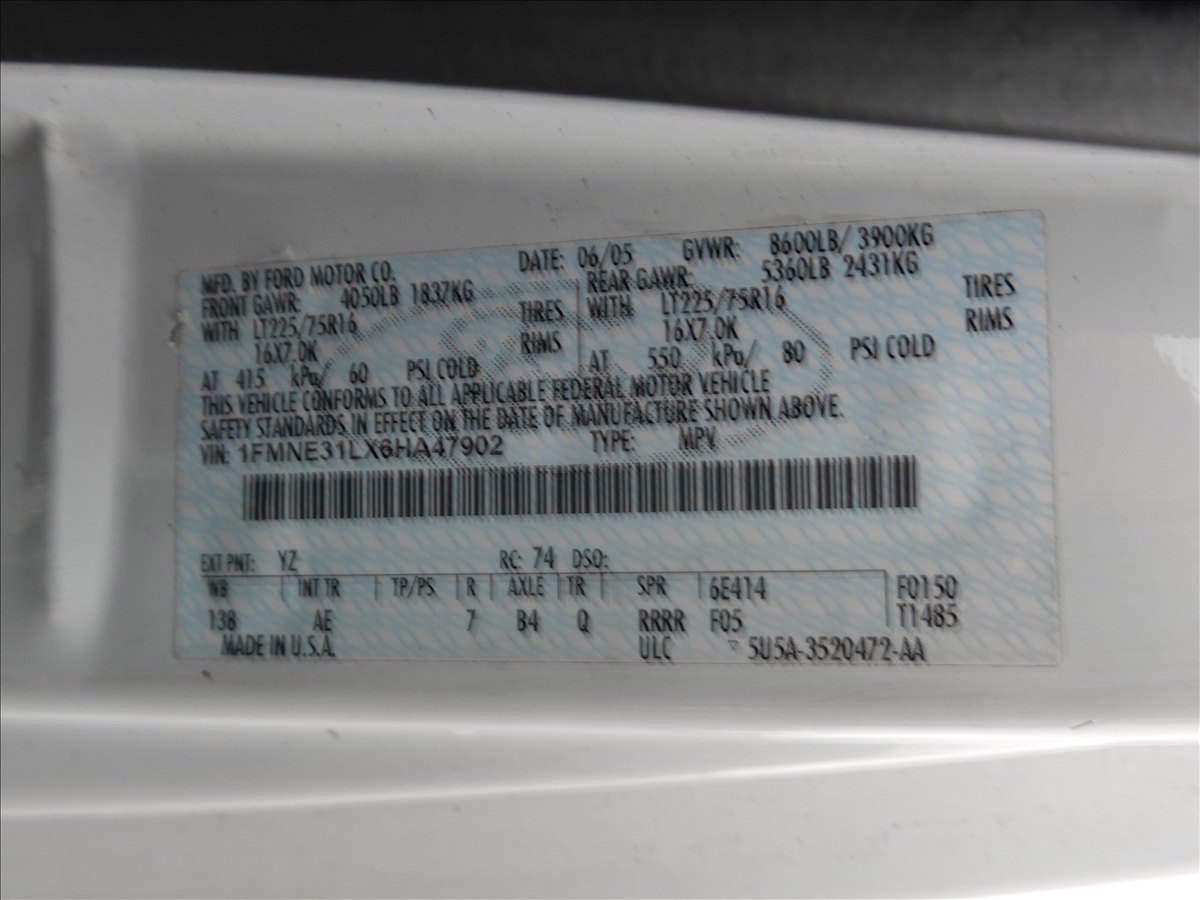 MFD. BY FORD MOTOR CO. DATE: 06/05 GVWR: 8600LB/ 3900KG
FRONT GAWR: 4050LB 1837KG REAR GAWR: 5360LB 2431KG
WITH LT225/75R16 TIRES WITH LT225/75R16 TIRES
16X7.0K RIMS 16X7.0K RIMS
AT 415 kPa/ 60 PSI COLD AT 550 kPa/ 80 PSI COLD
THIS VEHICLE CONFORMS TO ALL APPLICABLE FEDERAL MOTOR VEHICLE
SAFETY STANDARDS IN EFFECT ON THE DATE OF MANUFACTURE SHOWN ABOVE.
VIN: 1FMNE31LX6HA47902 TYPE: MPV
EXT PNT: YZ RC: 74 DSO:
WB INT TR TP/PS R AXLE TR SPR 6E414 F0150
138 AE 7 B4 Q RRRR F05 T1485
MADE IN U.S.A. ULC 5U5A-3520472-AA